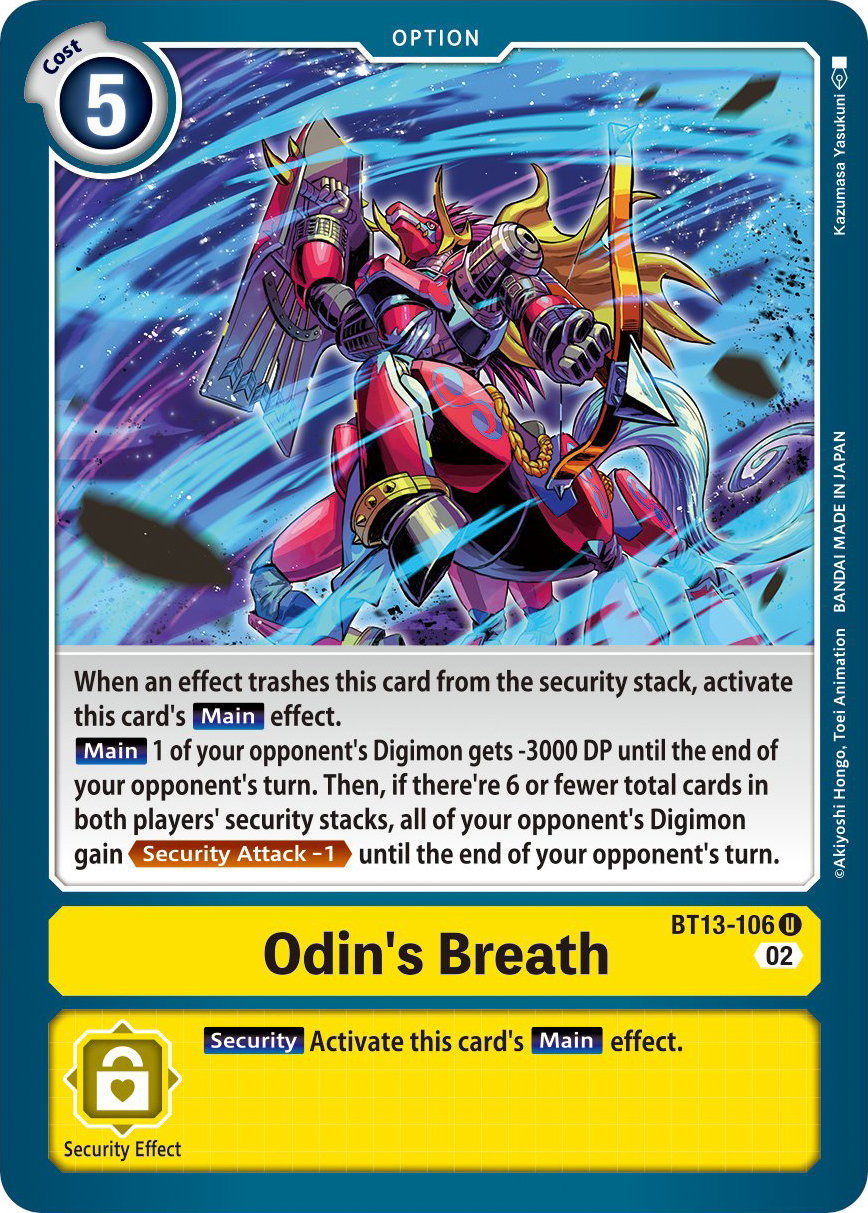 OPTION
Cost
5
Kazumasa Yasukuni
©Akiyoshi Hongo, Toei Animation BANDAI MADE IN JAPAN
When an effect trashes this card from the security stack, activate
this card's Main effect.
Main 1 of your opponent's Digimon gets -3000 DP until the end of
your opponent's turn. Then, if there're 6 or fewer total cards in
both players' security stacks, all of your opponent's Digimon
gain Security Attack -1 until the end of your opponent's turn.
BT13-106 U
Odin's Breath
02
Security Activate this card's Main effect.
Security Effect